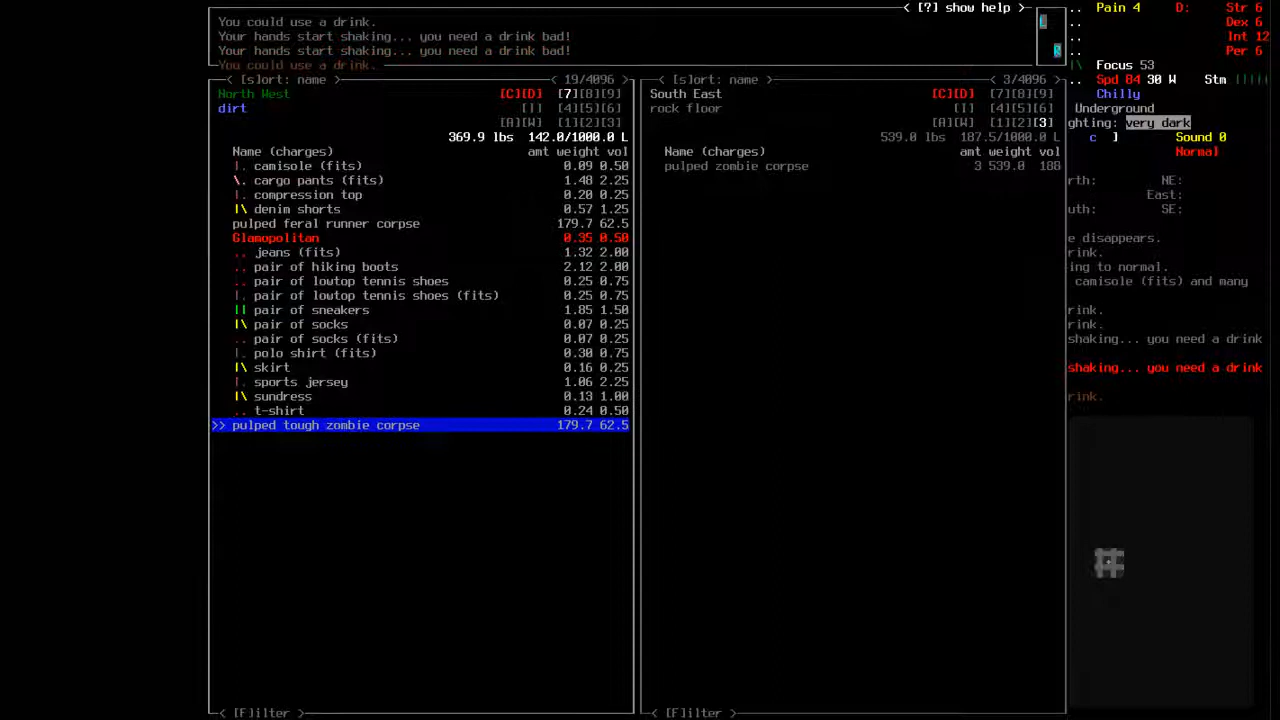 < [?] show help >
You could use a drink.
Your hands start shaking... you need a drink bad!
Your hands start shaking... you need a drink bad!
You could use a drink.
L
R
< [s]ort: name >
< 19/4096 >
North West [C][D] [7][8][9]
dirt [I] [4][5][6]
[A][W] [1][2][3]
369.9 lbs 142.0/1000.0 L
Name (charges) amt weight vol
|. camisole (fits) 0.09 0.50
\. cargo pants (fits) 1.48 2.25
|. compression top 0.20 0.25
|\ denim shorts 0.57 1.25
pulped feral runner corpse 179.7 62.5
Glamopolitan 0.35 0.50
.. jeans (fits) 1.32 2.00
.. pair of hiking boots 2.12 2.00
.. pair of lowtop tennis shoes 0.25 0.75
|. pair of lowtop tennis shoes (fits) 0.25 0.75
|| pair of sneakers 1.85 1.50
|\ pair of socks 0.07 0.25
.. pair of socks (fits) 0.07 0.25
|. polo shirt (fits) 0.30 0.75
|\ skirt 0.16 0.25
|. sports jersey 1.06 2.25
|\ sundress 0.13 1.00
.. t-shirt 0.24 0.50
>> pulped tough zombie corpse 179.7 62.5
< [F]ilter >
< [s]ort: name >
< 3/4096 >
South East [C][D] [7][8][9]
rock floor [I] [4][5][6]
[A][W] [1][2][3]
539.0 lbs 187.5/1000.0 L
Name (charges) amt weight vol
pulped zombie corpse 3 539.0 188
< [F]ilter >
.. Pain 4 D: Str 6
.. Dex 6
.. Int 12
.. Per 6
|\ Focus 53
.. Spd 84 30 W Stm |||||
Chilly
Underground
ghting: very dark
c ] Sound 0
Normal
rth: NE:
East:
uth: SE:
e disappears.
rink.
ing to normal.
camisole (fits) and many
rink.
rink.
shaking... you need a drink
shaking... you need a drink
rink.
#